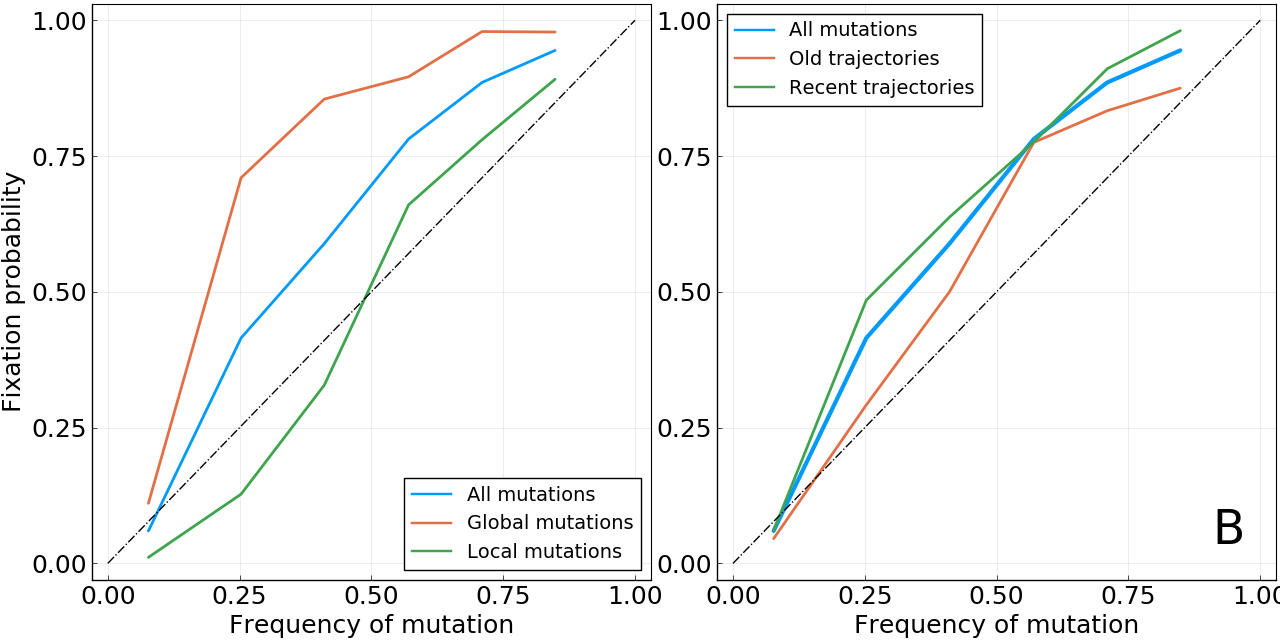 1.00
0.75
0.50
0.25
0.00
Fixation probability
0.00 0.25 0.50 0.75 1.00
Frequency of mutation
All mutations
Global mutations
Local mutations
1.00
0.75
0.50
0.25
0.00
0.00 0.25 0.50 0.75 1.00
Frequency of mutation
All mutations
Old trajectories
Recent trajectories
B